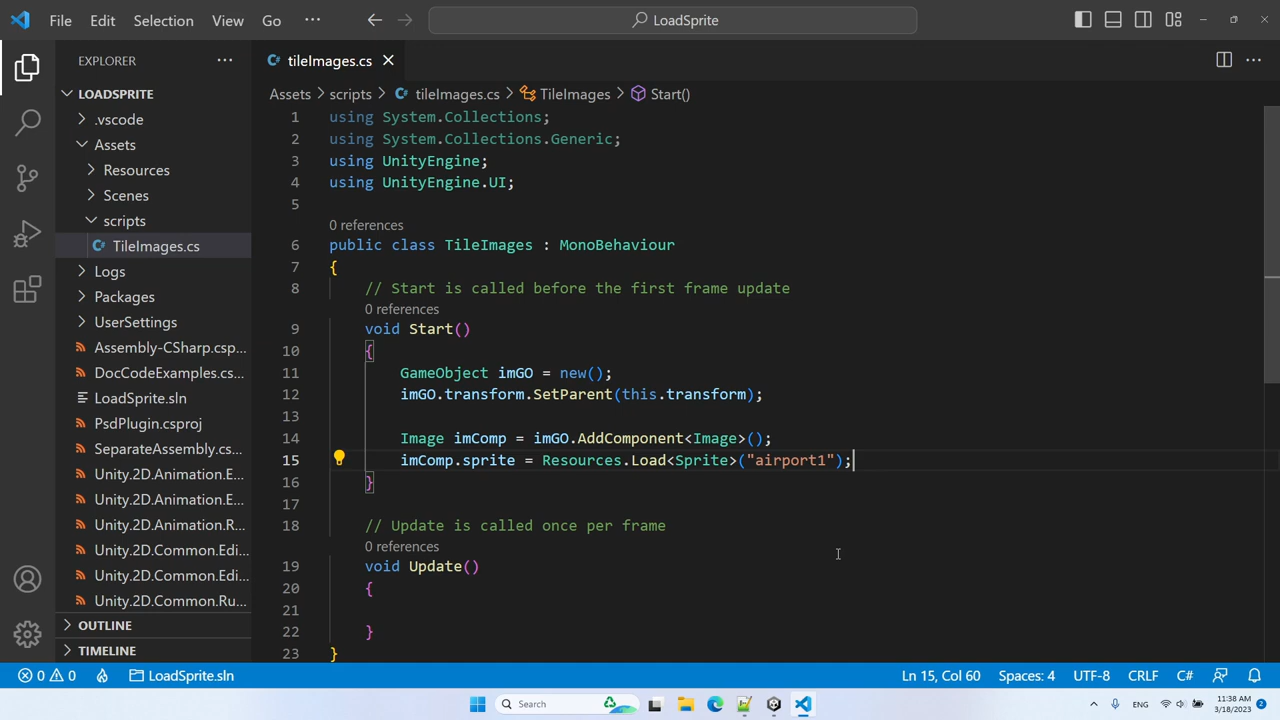 File Edit Selection View Go ··· LoadSprite
EXPLORER ···
tileImages.cs
LOADSPRITE
Assets > scripts > tileImages.cs > TileImages > Start()
.vscode
Assets
Resources
Scenes
scripts
TileImages.cs
Logs
Packages
UserSettings
Assembly-CSharp.csp...
DocCodeExamples.cs...
LoadSprite.sln
PsdPlugin.csproj
SeparateAssembly.cs...
Unity.2D.Animation.E...
Unity.2D.Animation.E...
Unity.2D.Animation.R...
Unity.2D.Common.Edi...
Unity.2D.Common.Edi...
Unity.2D.Common.Ru...
OUTLINE
TIMELINE
1 using System.Collections;
2 using System.Collections.Generic;
3 using UnityEngine;
4 using UnityEngine.UI;
5
0 references
6 public class TileImages : MonoBehaviour
7 {
8 // Start is called before the first frame update
0 references
9 void Start()
10 {
11 GameObject imGO = new();
12 imGO.transform.SetParent(this.transform);
13
14 Image imComp = imGO.AddComponent<Image>();
15 imComp.sprite = Resources.Load<Sprite>("airport1");
16 }
17
18 // Update is called once per frame
0 references
19 void Update()
20 {
21
22 }
23 }
0 0 LoadSprite.sln Ln 15, Col 60 Spaces: 4 UTF-8 CRLF C#
Search
ENG
11:38 AM
3/18/2023
2